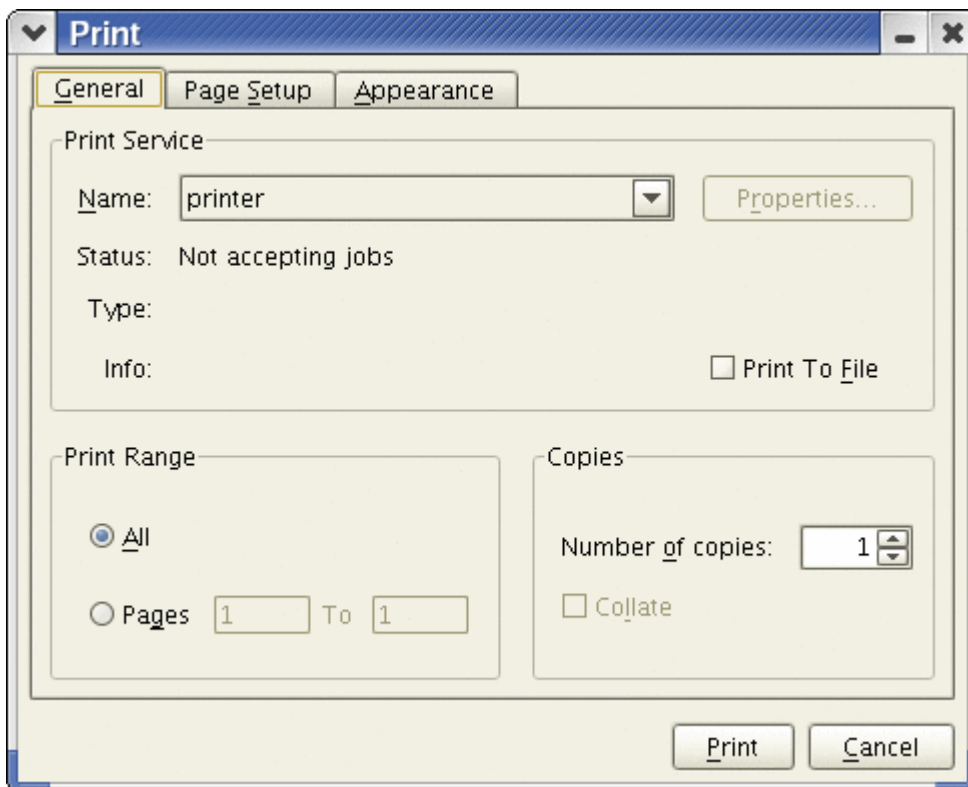 Print
General Page Setup Appearance
Print Service
Name: printer Properties...
Status: Not accepting jobs
Type:
Info: Print To File
Print Range
All
Pages 1 To 1
Copies
Number of copies: 1
Collate
Print Cancel